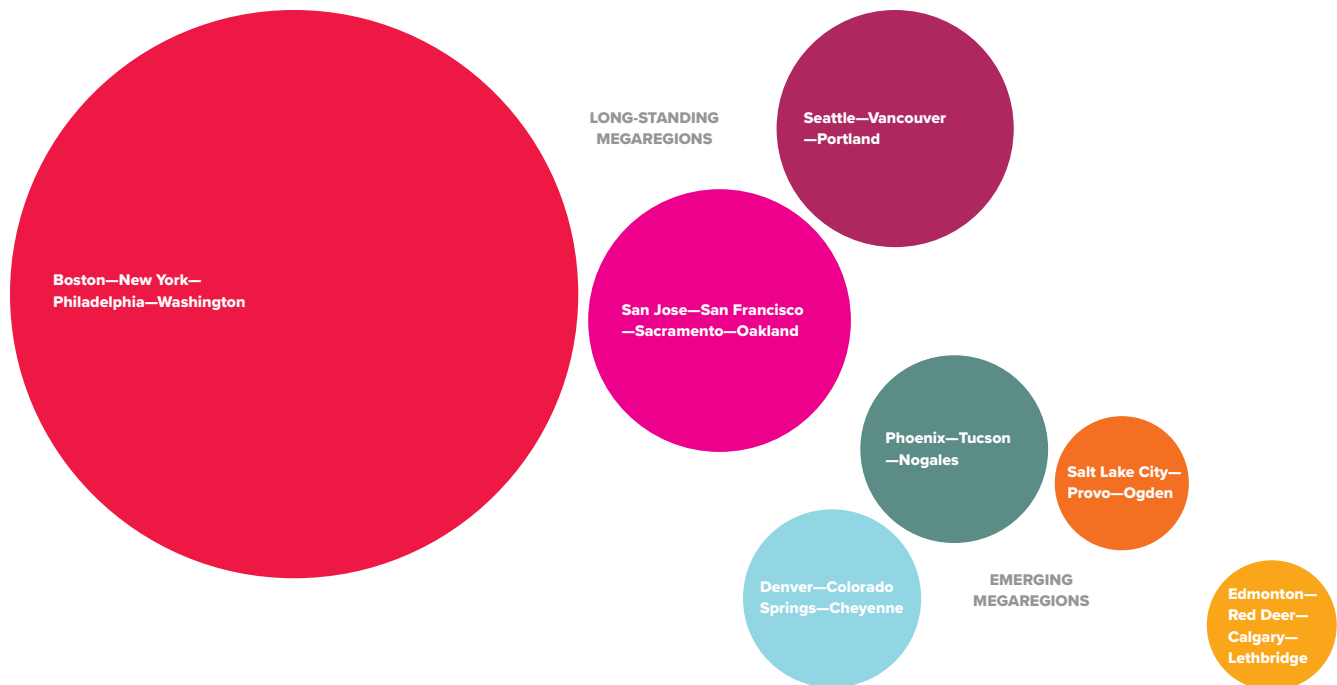 LONG-STANDING
MEGAREGIONS
Seattle—Vancouver
—Portland
Boston—New York—
Philadelphia—Washington
San Jose—San Francisco
—Sacramento—Oakland
Phoenix—Tucson
—Nogales
Salt Lake City—
Provo—Ogden
Denver—Colorado
Springs—Cheyenne
EMERGING
MEGAREGIONS
Edmonton—
Red Deer—
Calgary—
Lethbridge